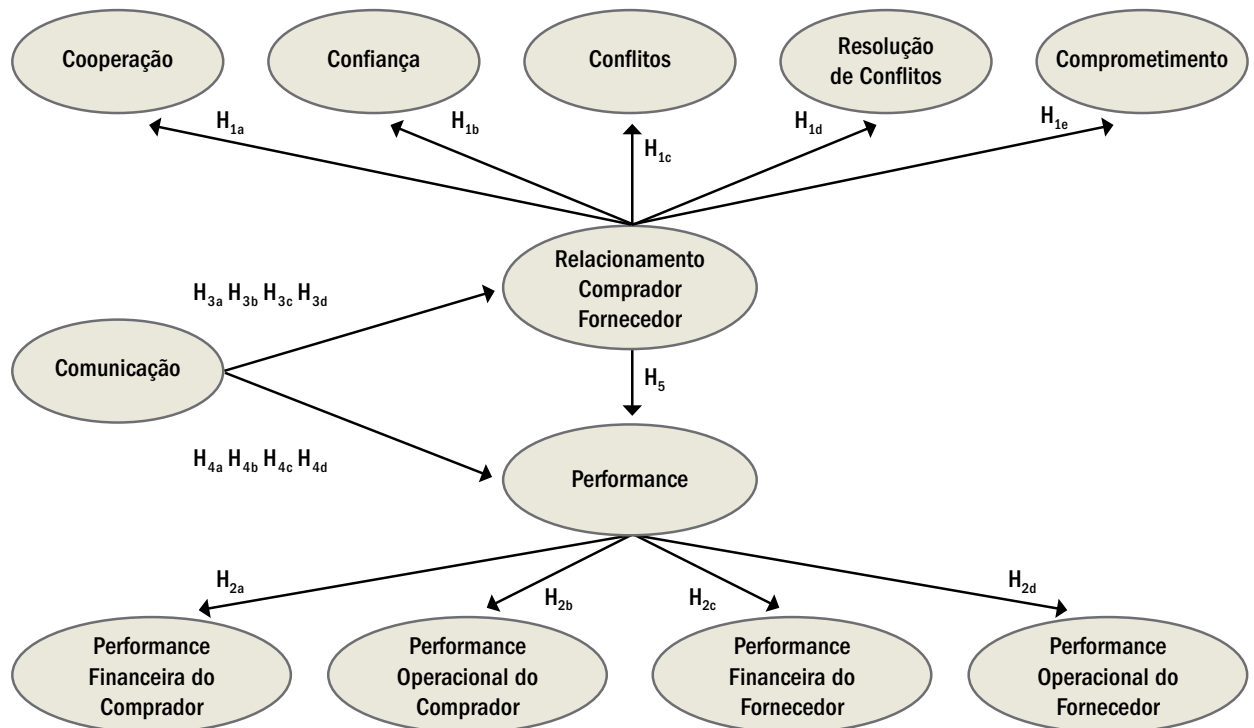 Cooperação
Confiança
Conflitos
Resolução
de Conflitos
Comprometimento
H1a
H1b
H1c
H1d
H1e
Relacionamento
Comprador
Fornecedor
H3a H3b H3c H3d
Comunicação
H5
H4a H4b H4c H4d
Performance
H2a
H2b
H2c
H2d
Performance
Financeira do
Comprador
Performance
Operacional do
Comprador
Performance
Financeira do
Fornecedor
Performance
Operacional do
Fornecedor